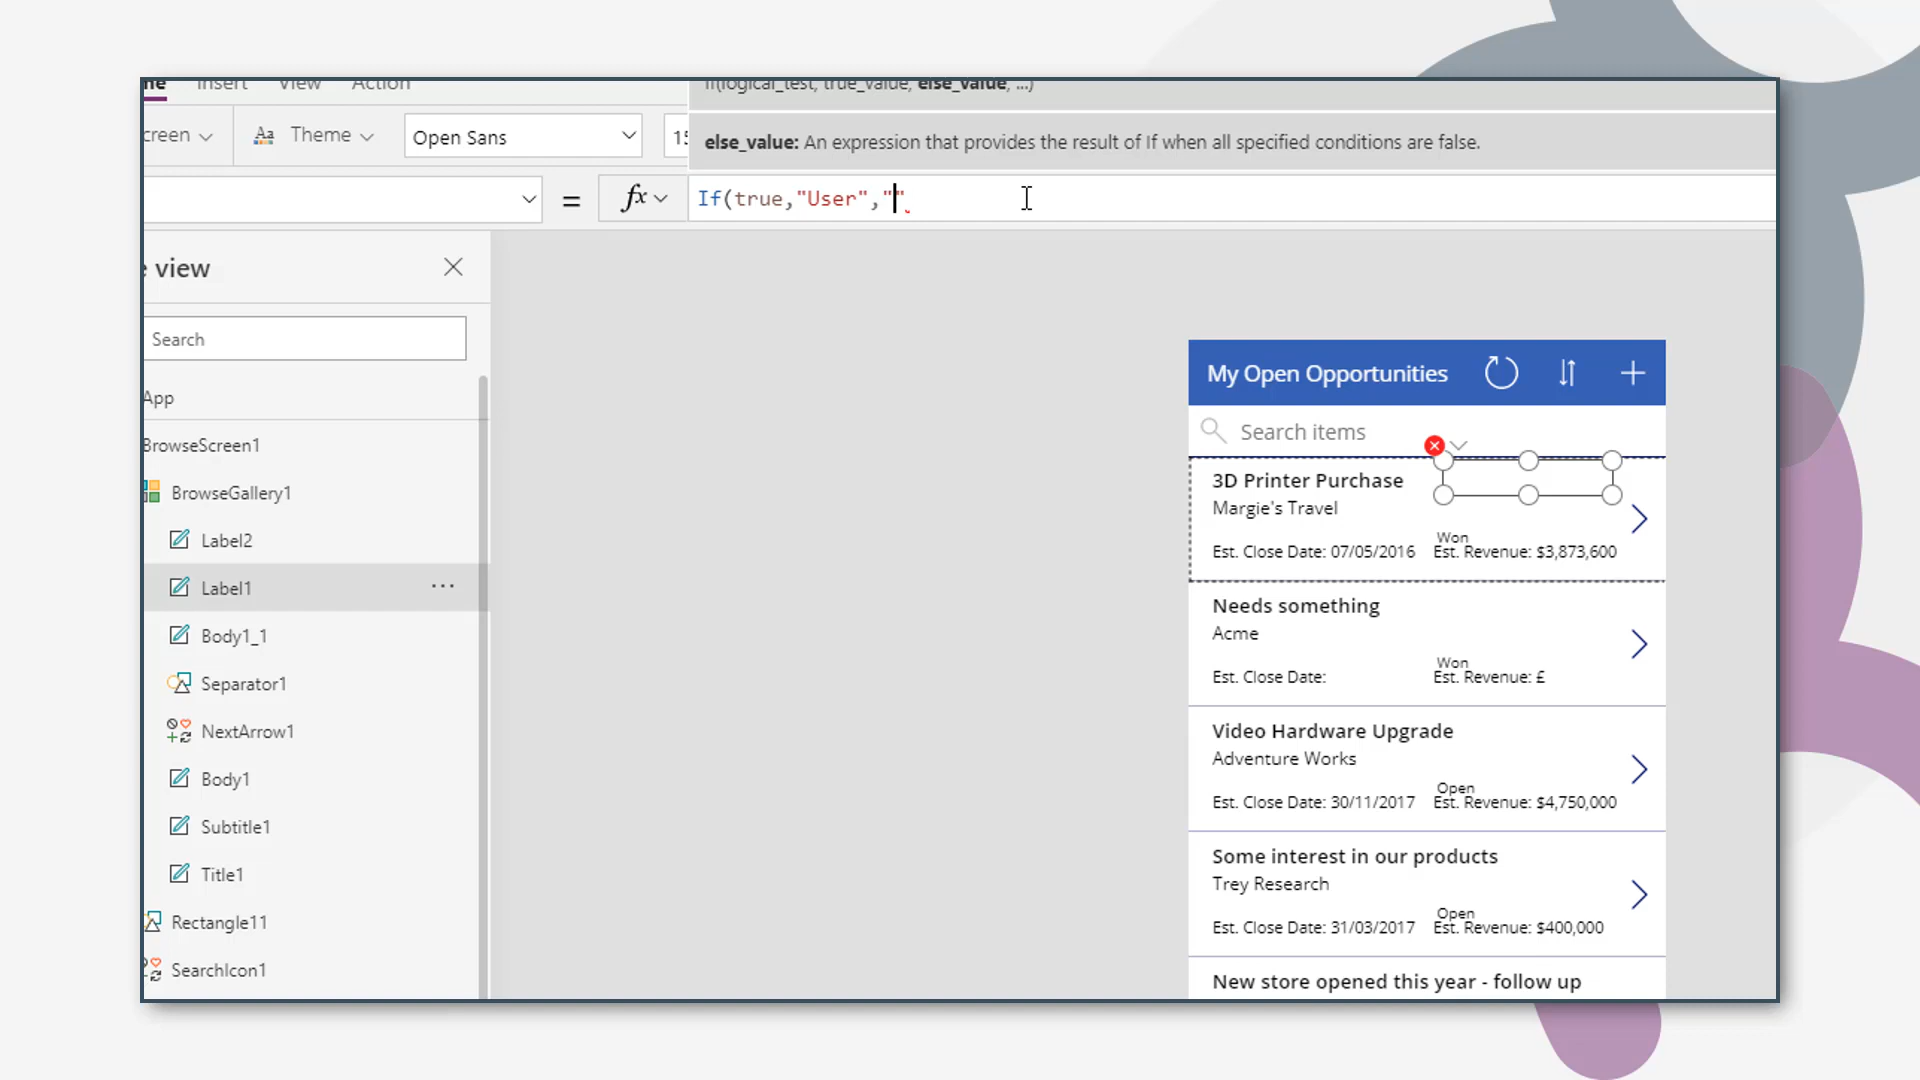 Insert View Action
If(logical_test, true_value, else_value, ...)
Theme
Open Sans
else_value: An expression that provides the result of If when all specified conditions are false.
=
fx
If(true,"User",""
view
Search
App
BrowseScreen1
BrowseGallery1
Label2
Label1
...
Body1_1
Separator1
NextArrow1
Body1
Subtitle1
Title1
Rectangle11
SearchIcon1
My Open Opportunities
Search items
3D Printer Purchase
Margie's Travel
Won
Est. Close Date: 07/05/2016 Est. Revenue: $3,873,600
Needs something
Acme
Won
Est. Close Date: Est. Revenue: £
Video Hardware Upgrade
Adventure Works
Open
Est. Close Date: 30/11/2017 Est. Revenue: $4,750,000
Some interest in our products
Trey Research
Open
Est. Close Date: 31/03/2017 Est. Revenue: $400,000
New store opened this year - follow up